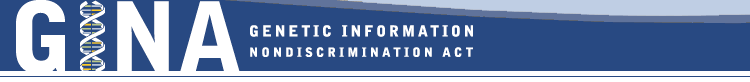 GINA
GENETIC INFORMATION
NONDISCRIMINATION ACT